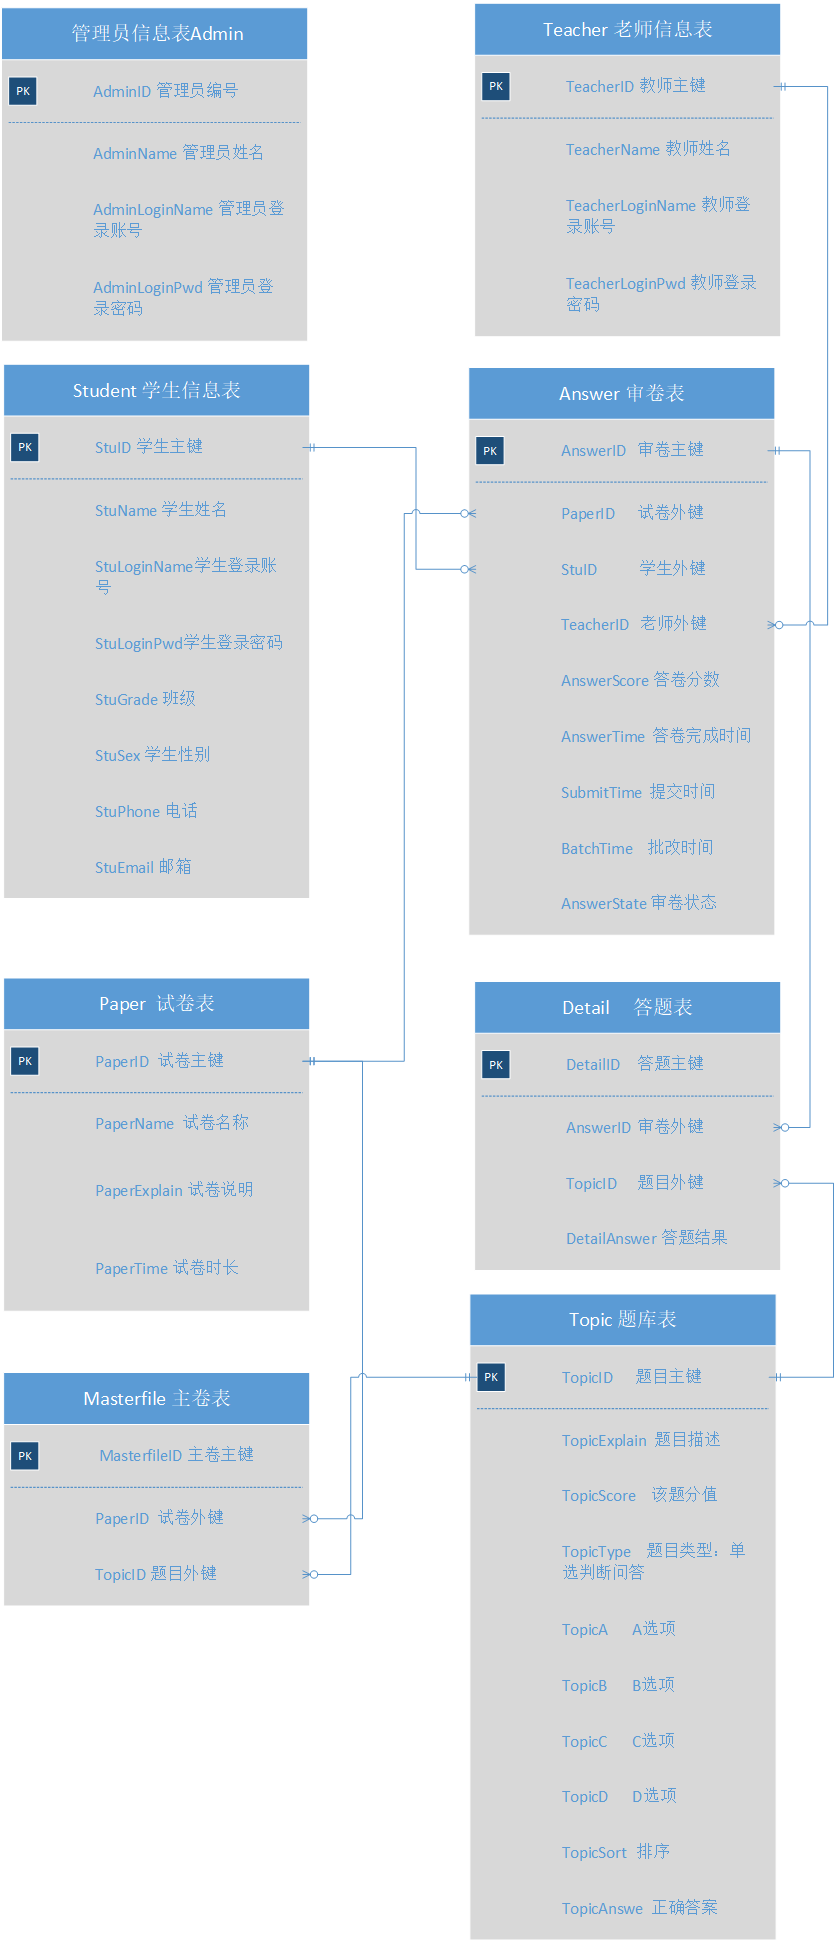 管理员信息表Admin
PK
AdminID 管理员编号
AdminName 管理员姓名
AdminLoginName 管理员登
录账号
AdminLoginPwd 管理员登
录密码
Teacher 老师信息表
PK
TeacherID 教师主键
TeacherName 教师姓名
TeacherLoginName 教师登
录账号
TeacherLoginPwd 教师登录
密码
Student 学生信息表
PK
StuID 学生主键
StuName 学生姓名
StuLoginName学生登录账
号
StuLoginPwd学生登录密码
StuGrade 班级
StuSex 学生性别
StuPhone 电话
StuEmail 邮箱
Answer 审卷表
PK
AnswerID 审卷主键
PaperID 试卷外键
StuID 学生外键
TeacherID 老师外键
AnswerScore 答卷分数
AnswerTime 答卷完成时间
SubmitTime 提交时间
BatchTime 批改时间
AnswerState 审卷状态
Paper 试卷表
PK
PaperID 试卷主键
PaperName 试卷名称
PaperExplain 试卷说明
PaperTime 试卷时长
Detail 答题表
PK
DetailID 答题主键
AnswerID 审卷外键
TopicID 题目外键
DetailAnswer 答题结果
Masterfile 主卷表
PK
MasterfileID 主卷主键
PaperID 试卷外键
TopicID 题目外键
Topic 题库表
PK
TopicID 题目主键
TopicExplain 题目描述
TopicScore 该题分值
TopicType 题目类型：单
选判断问答
TopicA A选项
TopicB B选项
TopicC C选项
TopicD D选项
TopicSort 排序
TopicAnswe 正确答案